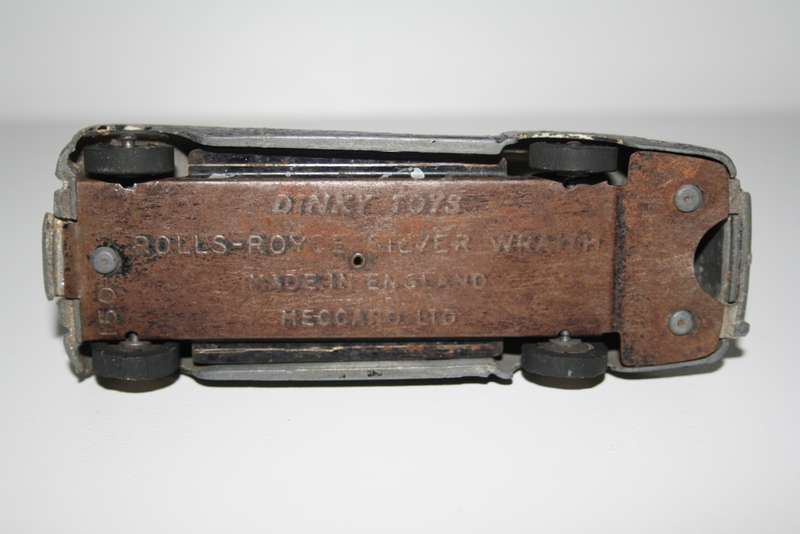 DINKY TOYS
ROLLS-ROYCE SILVER WRAITH
MADE IN ENGLAND
MECCANO LTD
150